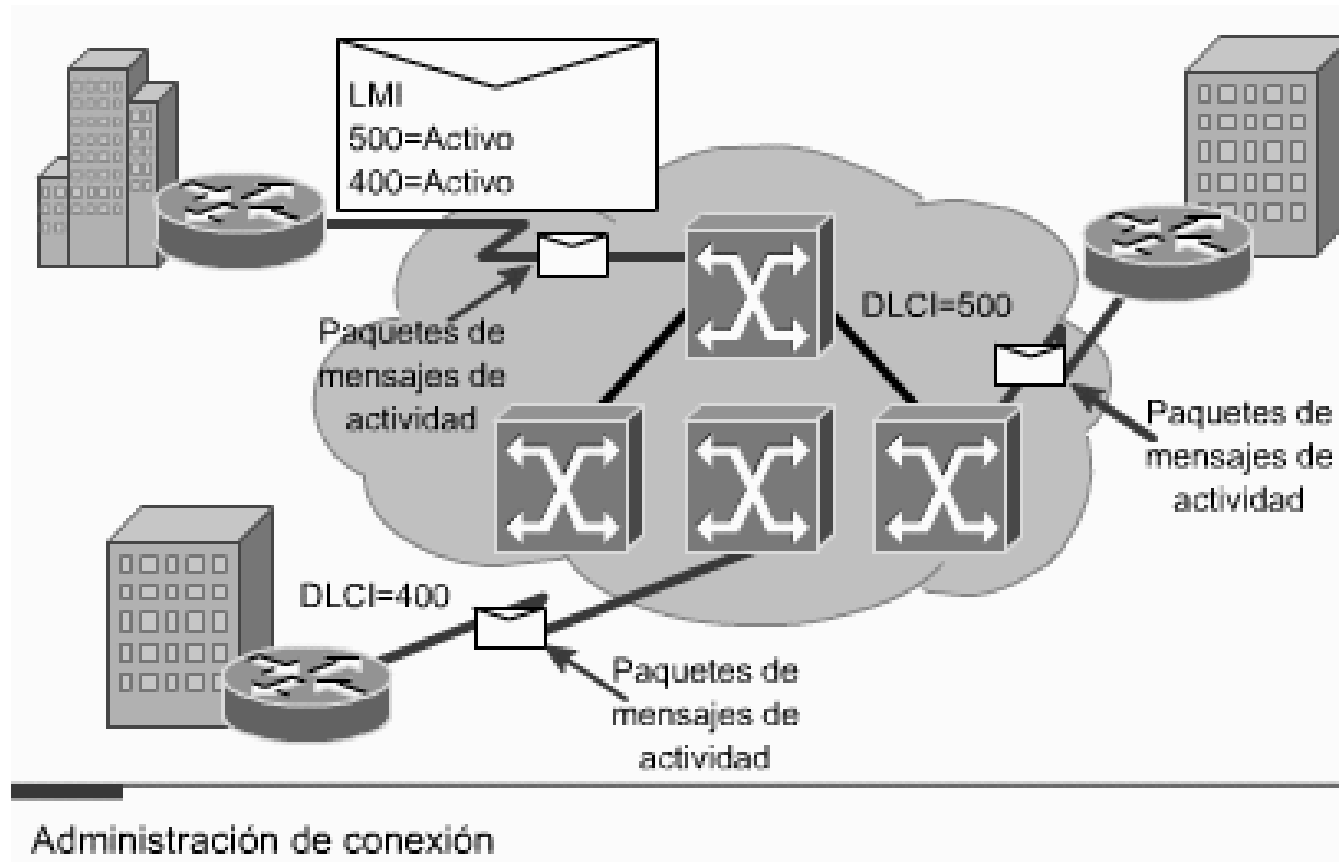 LMI
500=Activo
400=Activo
Paquetes de
mensajes de
actividad
DLCI=500
Paquetes de
mensajes de
actividad
DLCI=400
Paquetes de
mensajes de
actividad
Administración de conexión